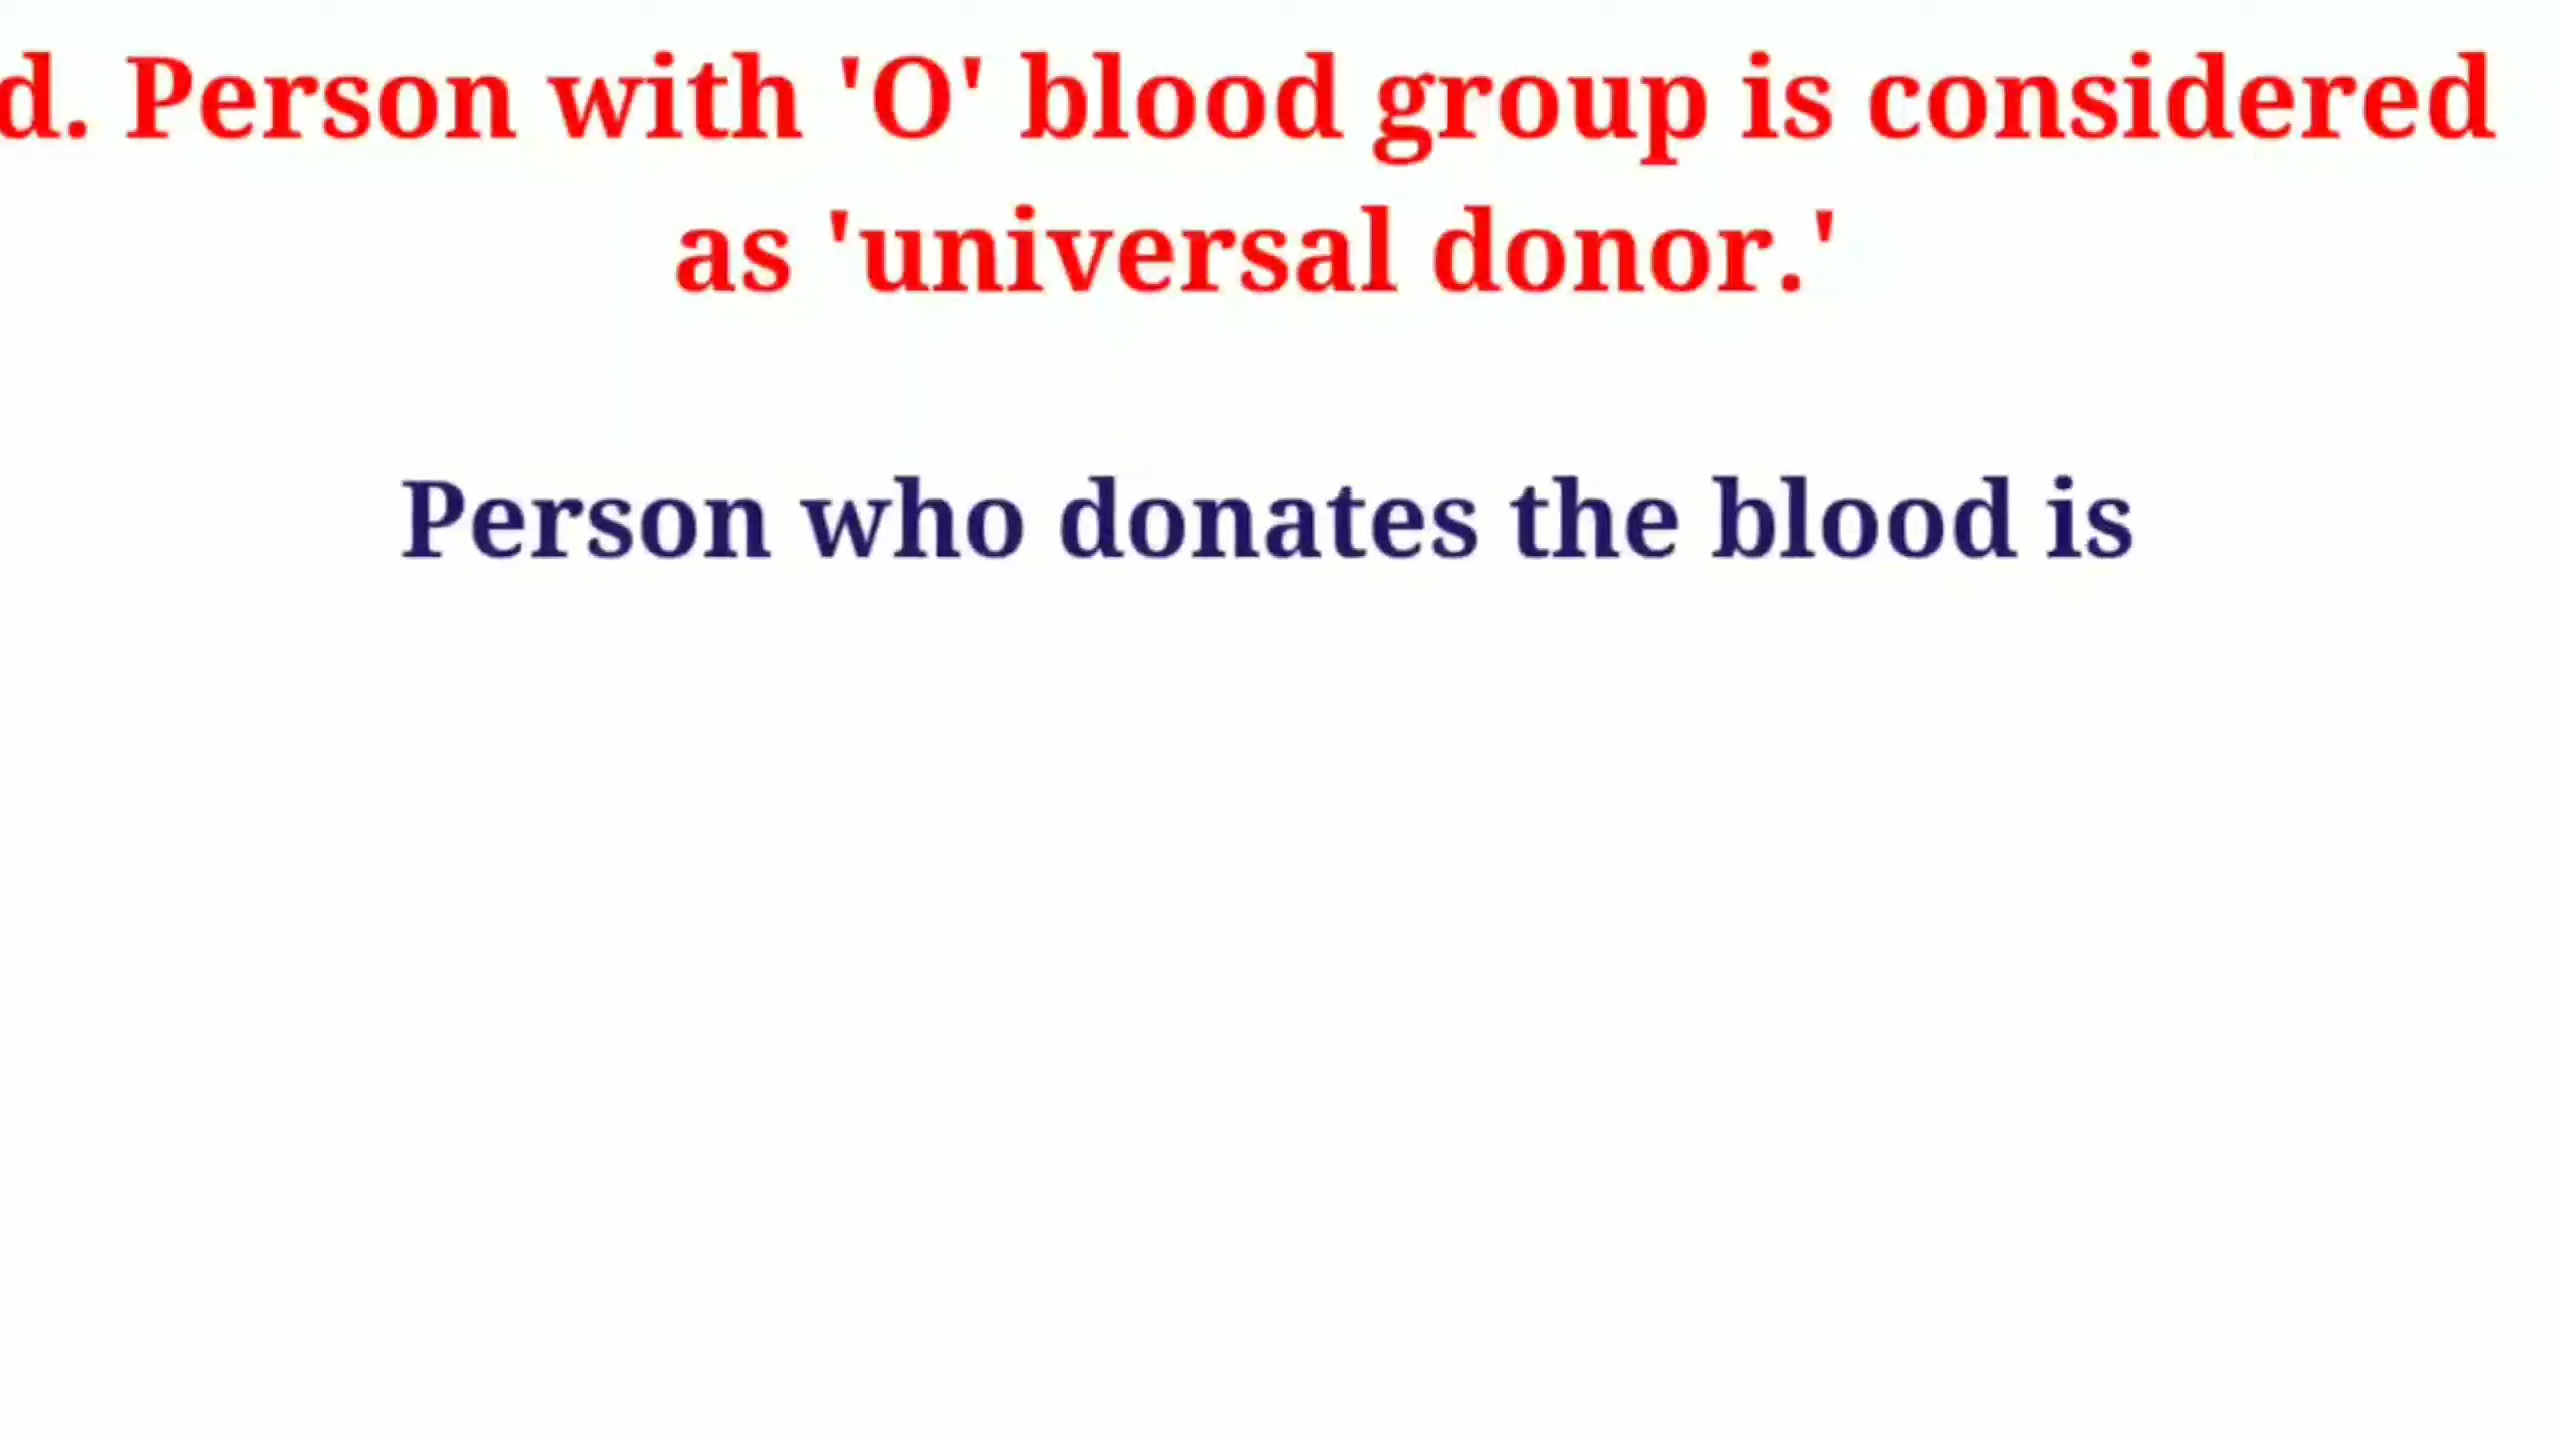 d. Person with 'O' blood group is considered
as 'universal donor.'
Person who donates the blood is